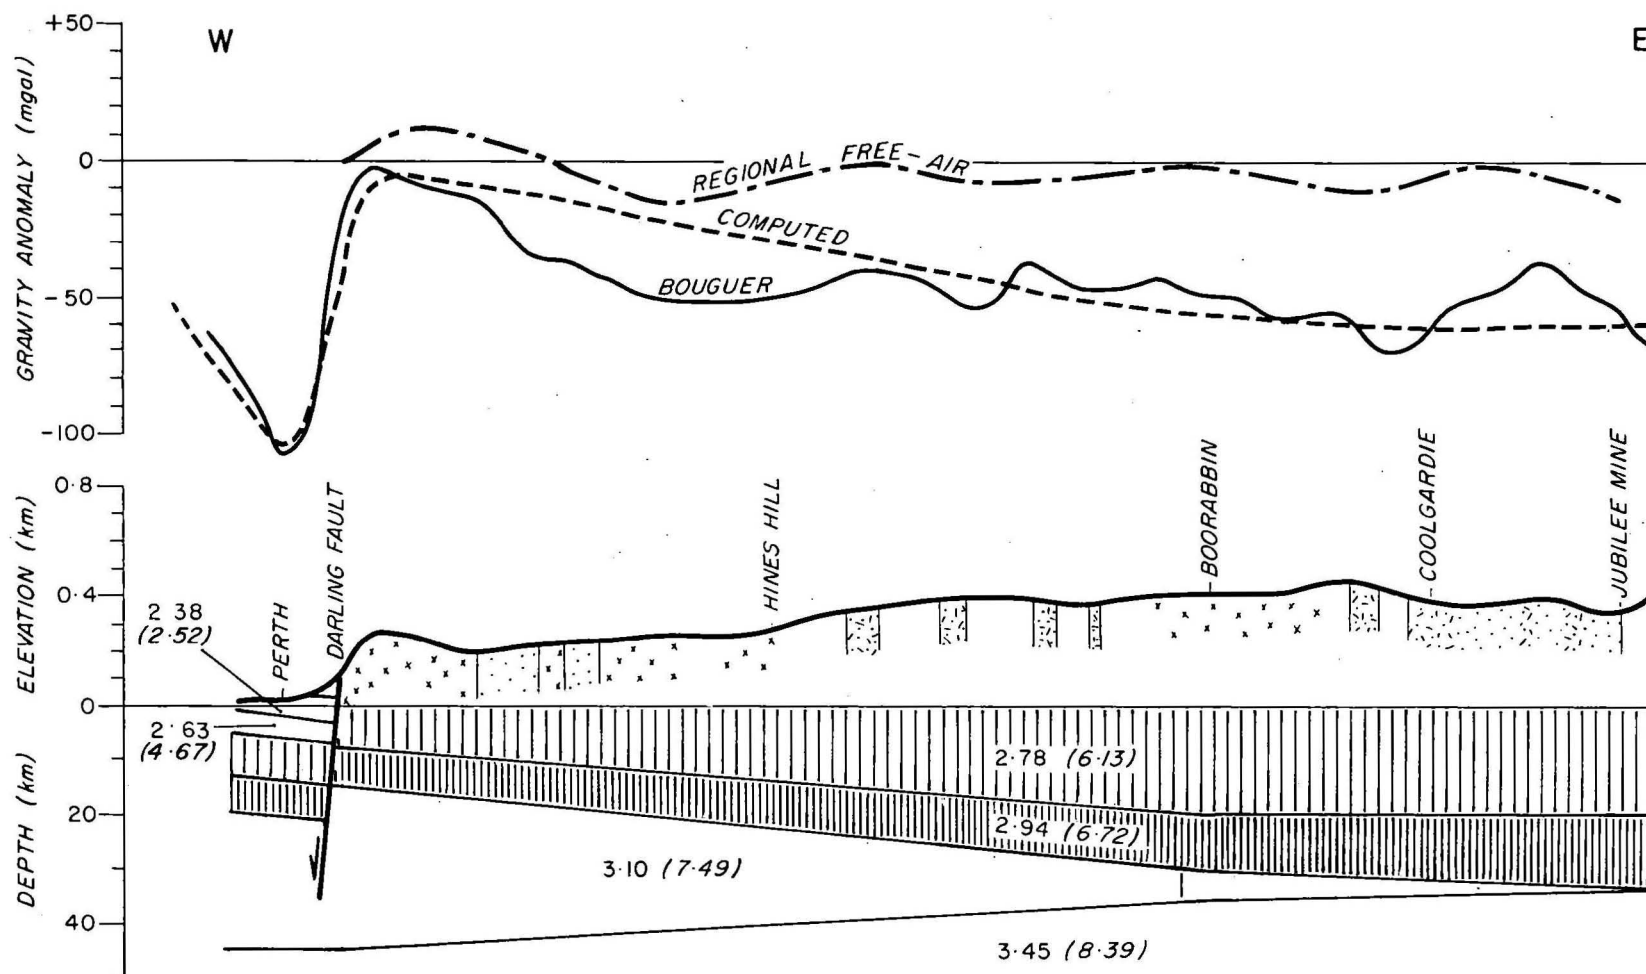 +50
W
E
GRAVITY ANOMALY (mgal)
0
REGIONAL FREE-AIR
COMPUTED
BOUGUER
-50
-100
0·8
ELEVATION (km)
0·4
PERTH
DARLING FAULT
HINES HILL
BOORABBIN
COOLGARDIE
JUBILEE MINE
2 38
(2·52)
0
2·63
(4·67)
2·78 (6·13)
DEPTH (km)
20
2·94 (6·72)
3·10 (7·49)
40
3·45 (8·39)